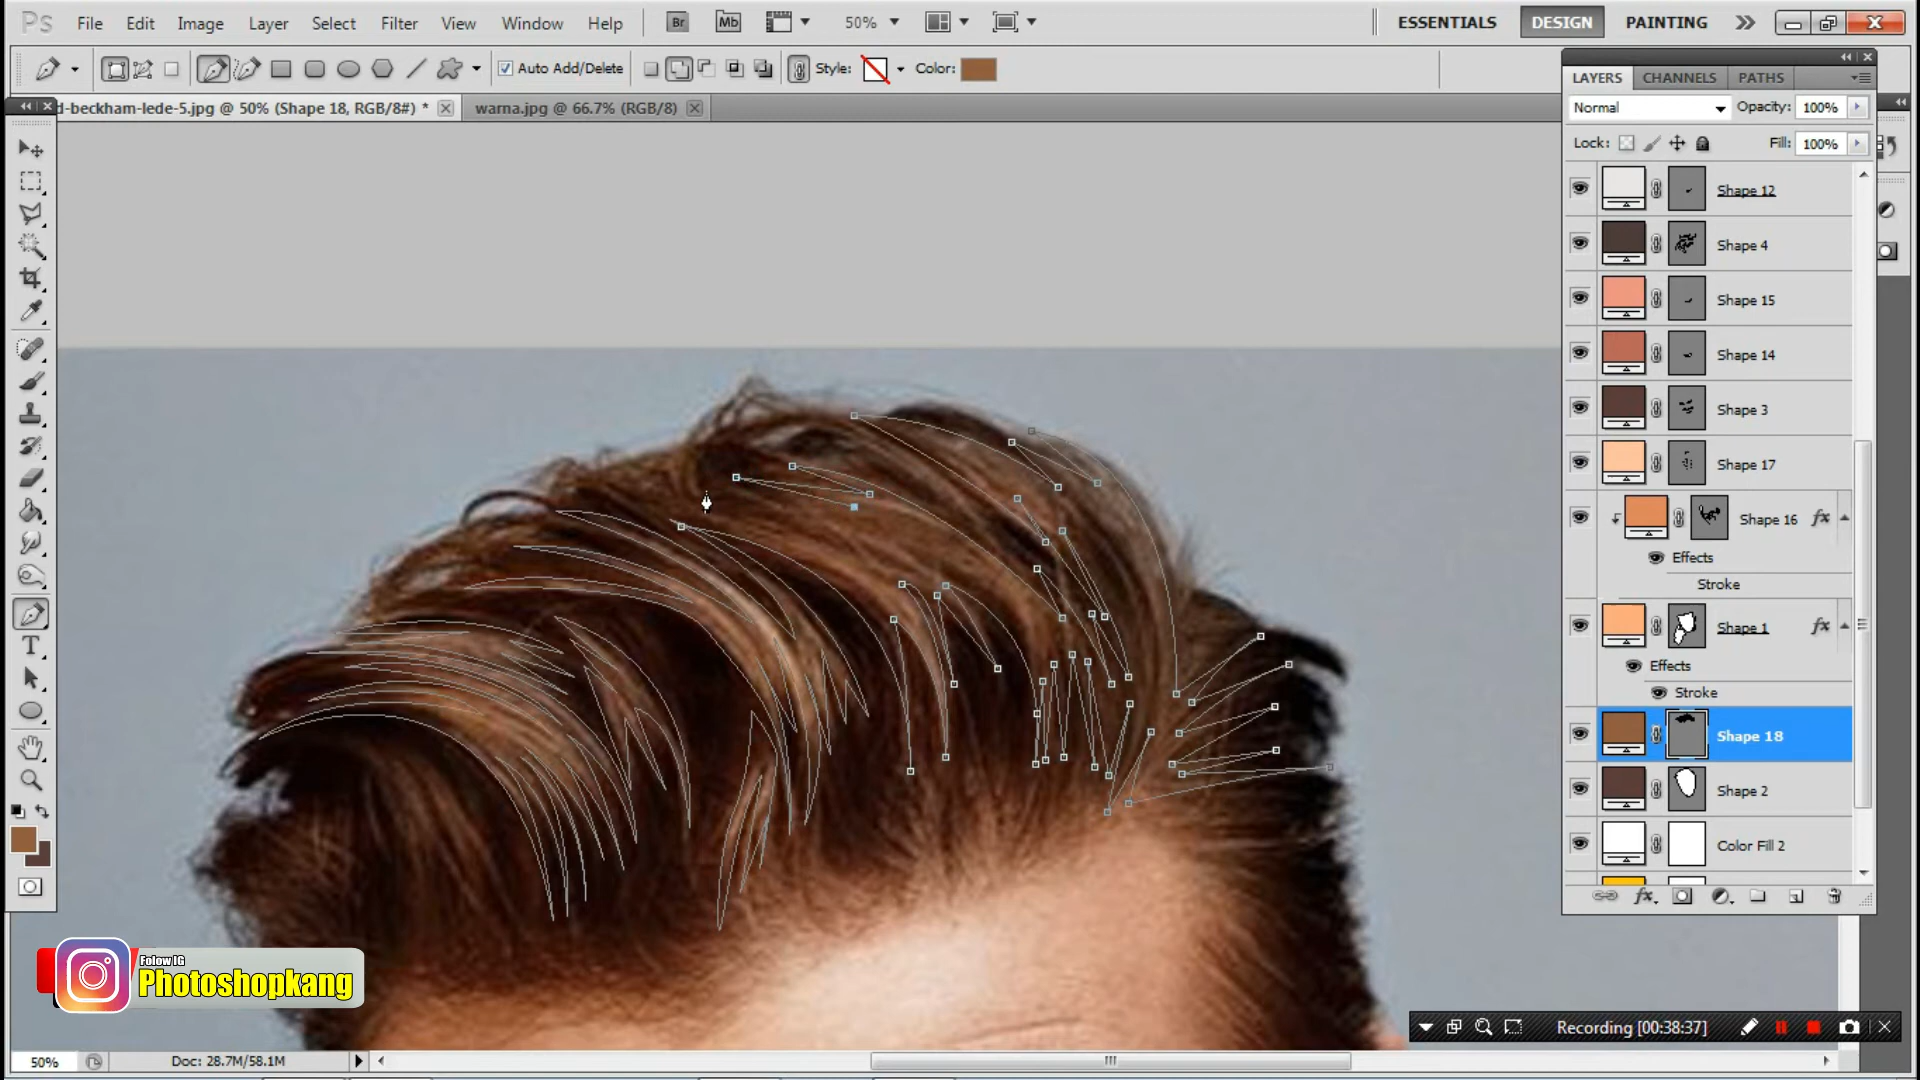 Ps File Edit Image Layer Select Filter View Window Help Br Mb 50% ESSENTIALS DESIGN PAINTING
Auto Add/Delete Style: Color:
d-beckham-lede-5.jpg @ 50% (Shape 18, RGB/8#) * warna.jpg @ 66.7% (RGB/8)
LAYERS CHANNELS PATHS
Normal Opacity: 100%
Lock: Fill: 100%
Shape 12
Shape 4
Shape 15
Shape 14
Shape 3
Shape 17
Shape 16 fx
Effects
Stroke
Shape 1 fx
Effects
Stroke
Shape 18
Shape 2
Color Fill 2
fx
T
Folow IG
Photoshopkang
Recording [00:38:37]
50% Doc: 28.7M/58.1M